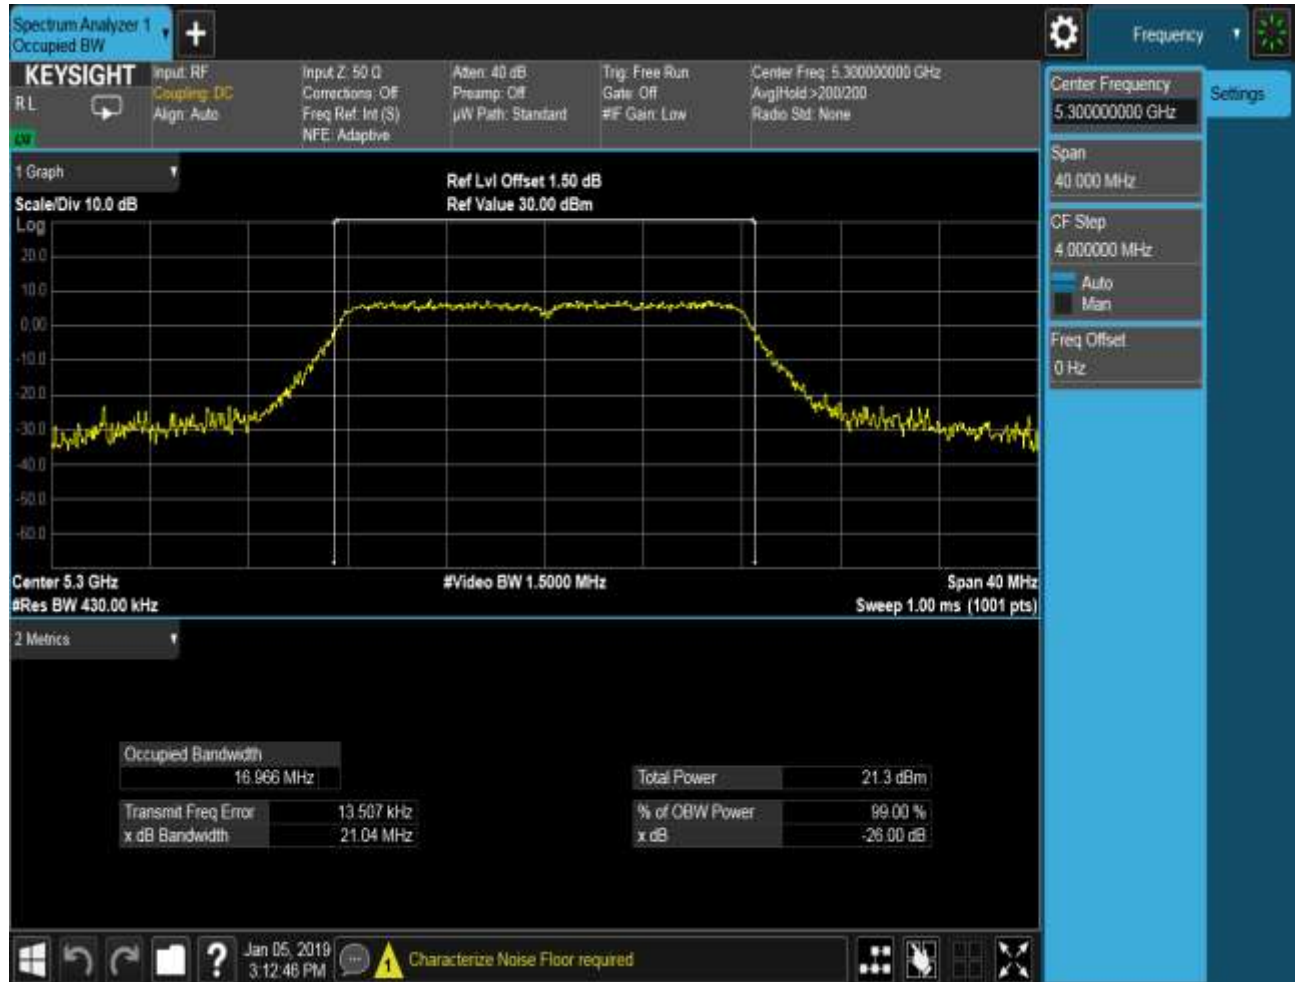 Spectrum Analyzer 1
Occupied BW
+
Frequency
KEYSIGHT
RL
Input: RF
Coupling: DC
Align: Auto
Input Z: 50 Ω
Corrections: Off
Freq Ref: Int (S)
NFE: Adaptive
Atten: 40 dB
Preamp: Off
µW Path: Standard
Trig: Free Run
Gate: Off
#IF Gain: Low
Center Freq: 5.300000000 GHz
Avg|Hold:>200/200
Radio Std: None
Center Frequency
5.300000000 GHz
Settings
Span
40.000 MHz
CF Step
4.000000 MHz
Auto
Man
Freq Offset
0 Hz
1 Graph
Scale/Div 10.0 dB
Ref Lvl Offset 1.50 dB
Ref Value 30.00 dBm
Log
20.0
10.0
0.00
-10.0
-20.0
-30.0
-40.0
-50.0
-60.0
Center 5.3 GHz
#Video BW 1.5000 MHz
Span 40 MHz
#Res BW 430.00 kHz
Sweep 1.00 ms (1001 pts)
2 Metrics
Occupied Bandwidth
16.966 MHz
Total Power 21.3 dBm
Transmit Freq Error 13.507 kHz
% of OBW Power 99.00 %
x dB Bandwidth 21.04 MHz
x dB -26.00 dB
?
Jan 05, 2019
3:12:46 PM
1
Characterize Noise Floor required